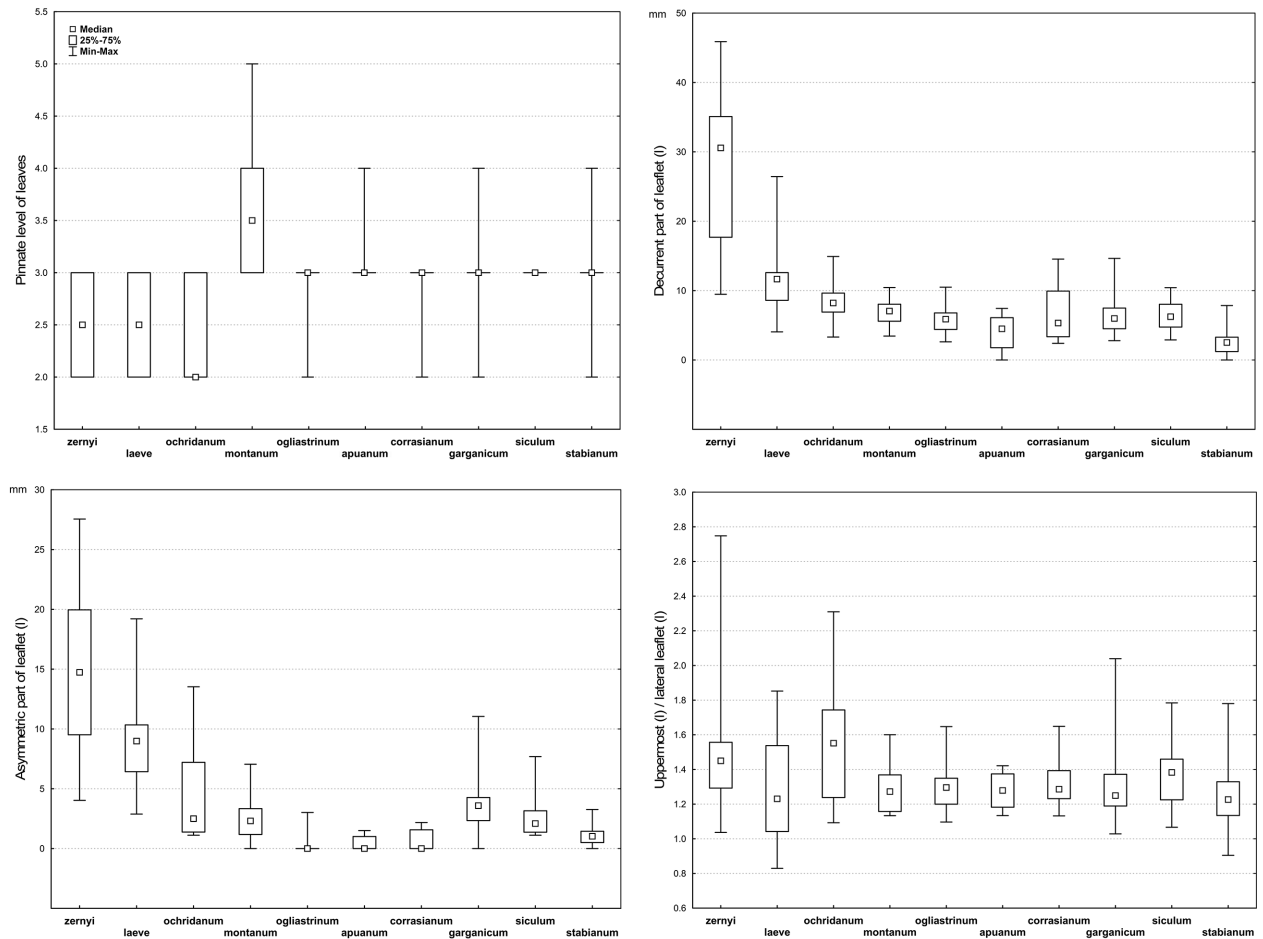 5.5
5.0
4.5
4.0
3.5
3.0
2.5
2.0
1.5
Pinnate level of leaves
Median
25%-75%
Min-Max
zernyi
laeve
ochridanum
montanum
ogliastrinum
apuanum
corrasianum
garganicum
siculum
stabianum
mm
50
40
30
20
10
0
Decurrent part of leaflet (l)
zernyi
laeve
ochridanum
montanum
ogliastrinum
apuanum
corrasianum
garganicum
siculum
stabianum
mm
30
25
20
15
10
5
0
Asymmetric part of leaflet (l)
zernyi
laeve
ochridanum
montanum
ogliastrinum
apuanum
corrasianum
garganicum
siculum
stabianum
3.0
2.8
2.6
2.4
2.2
2.0
1.8
1.6
1.4
1.2
1.0
0.8
0.6
Uppermost (l) / lateral leaflet (l)
zernyi
laeve
ochridanum
montanum
ogliastrinum
apuanum
corrasianum
garganicum
siculum
stabianum